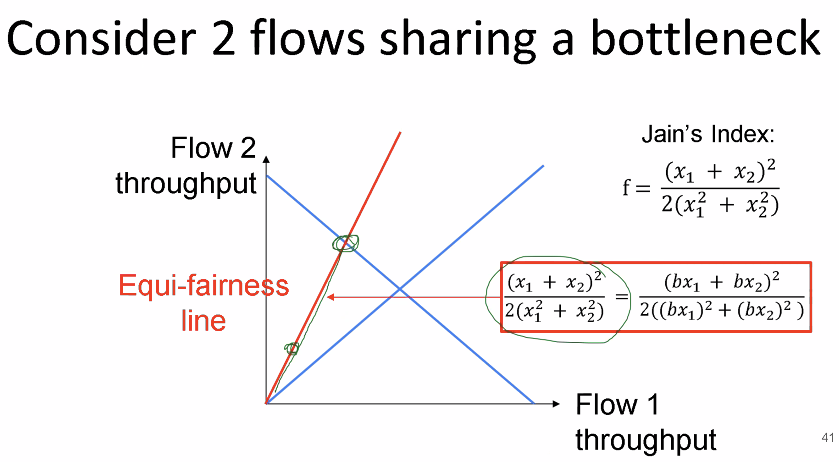 Consider 2 flows sharing a bottleneck
Flow 2
throughput
Jain's Index:
f = (x₁ + x₂)² / 2(x₁² + x₂²)
Equi-fairness
line
(x₁ + x₂)² / 2(x₁² + x₂²) = (bx₁ + bx₂)² / 2((bx₁)² + (bx₂)² )
Flow 1
throughput
41